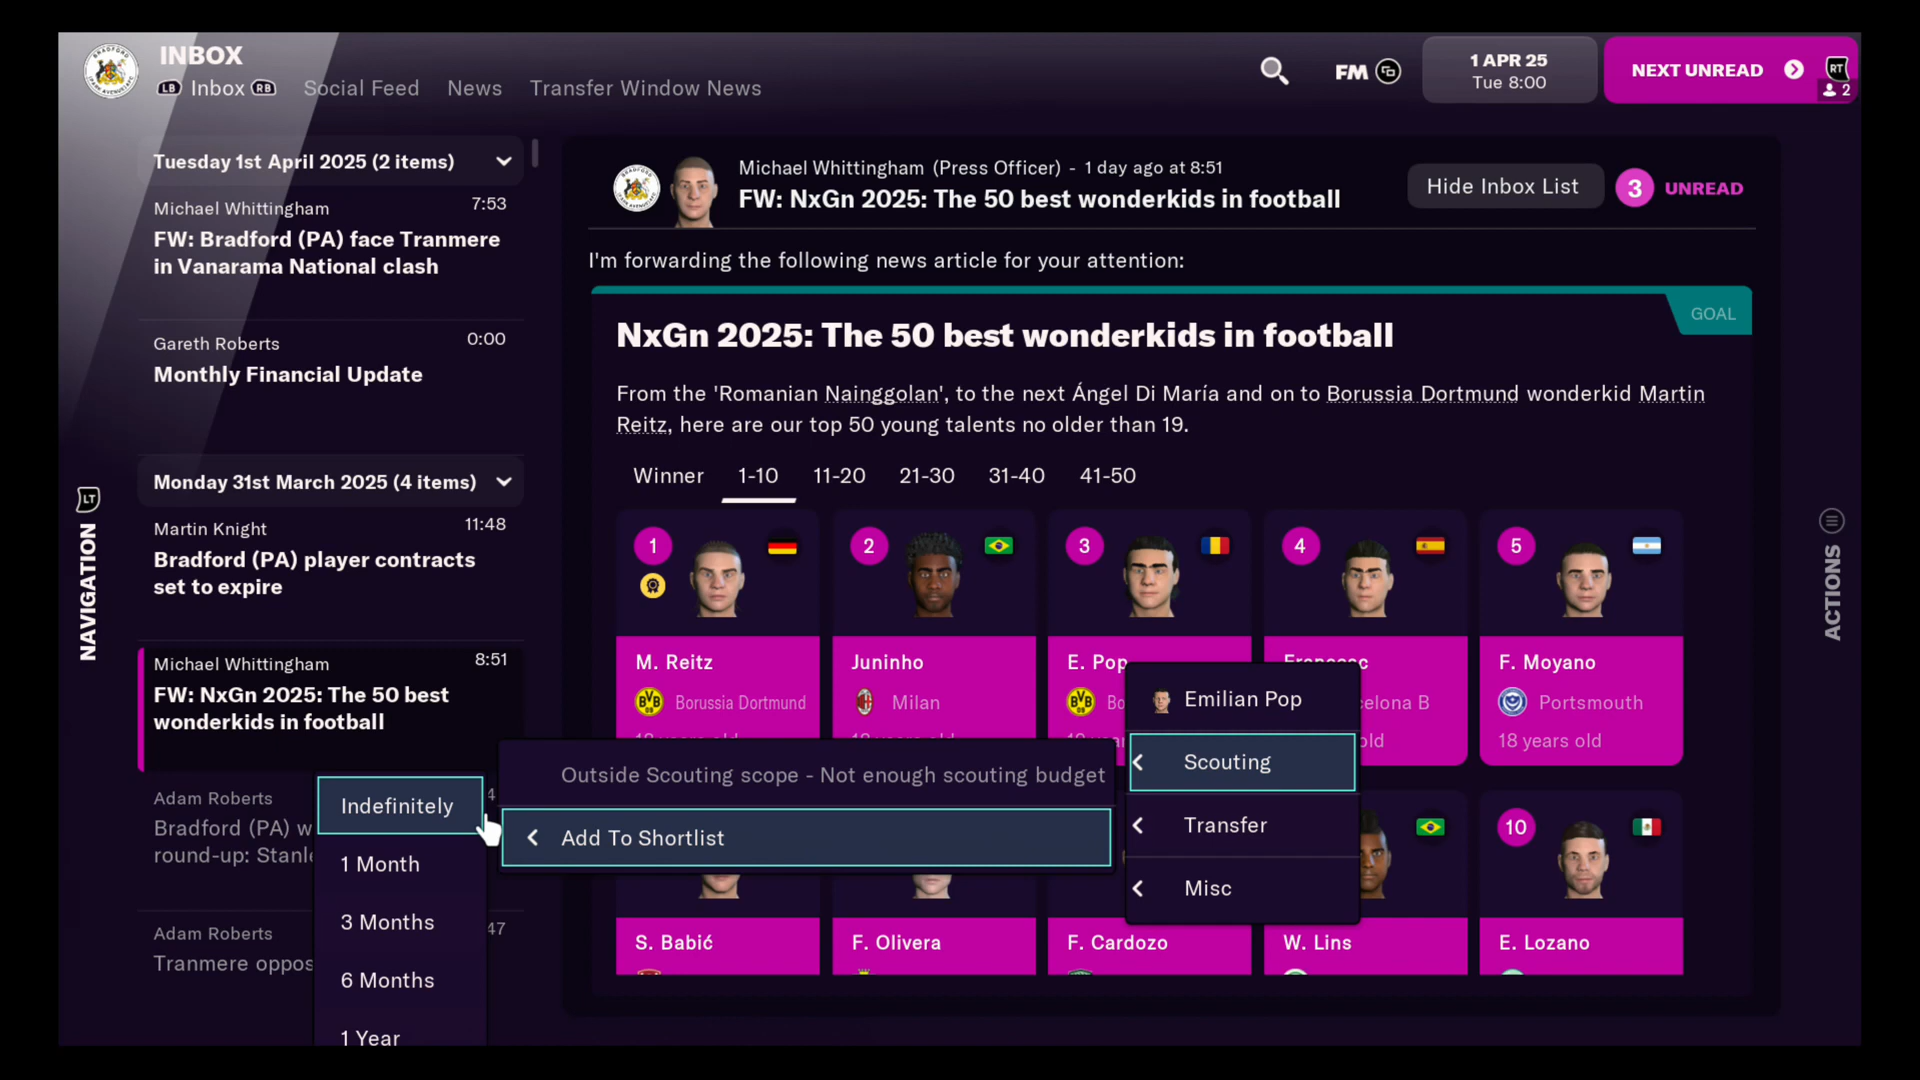 INBOX
LB Inbox RB Social Feed News Transfer Window News
FM
1 APR 25
Tue 8:00
NEXT UNREAD
RT
2
Tuesday 1st April 2025 (2 items)
Michael Whittingham 7:53
FW: Bradford (PA) face Tranmere
in Vanarama National clash
Gareth Roberts 0:00
Monthly Financial Update
Monday 31st March 2025 (4 items)
Martin Knight 11:48
Bradford (PA) player contracts
set to expire
Michael Whittingham 8:51
FW: NxGn 2025: The 50 best
wonderkids in football
Adam Roberts
Bradford (PA) w
round-up: Stanle
Adam Roberts 47
Tranmere oppos
LT
NAVIGATION
Michael Whittingham (Press Officer) - 1 day ago at 8:51
FW: NxGn 2025: The 50 best wonderkids in football
Hide Inbox List
3 UNREAD
I'm forwarding the following news article for your attention:
GOAL
NxGn 2025: The 50 best wonderkids in football
From the 'Romanian Nainggolan', to the next Ángel Di María and on to Borussia Dortmund wonderkid Martin
Reitz, here are our top 50 young talents no older than 19.
Winner 1-10 11-20 21-30 31-40 41-50
1 2 3 4 5
M. Reitz Juninho E. Pop Francesc F. Moyano
Borussia Dortmund Milan Bo elona B Portsmouth
18 years old
10
S. Babić F. Olivera F. Cardozo W. Lins E. Lozano
Emilian Pop
Scouting
Transfer
Misc
Outside Scouting scope - Not enough scouting budget
Add To Shortlist
Indefinitely
1 Month
3 Months
6 Months
1 Year
ACTIONS